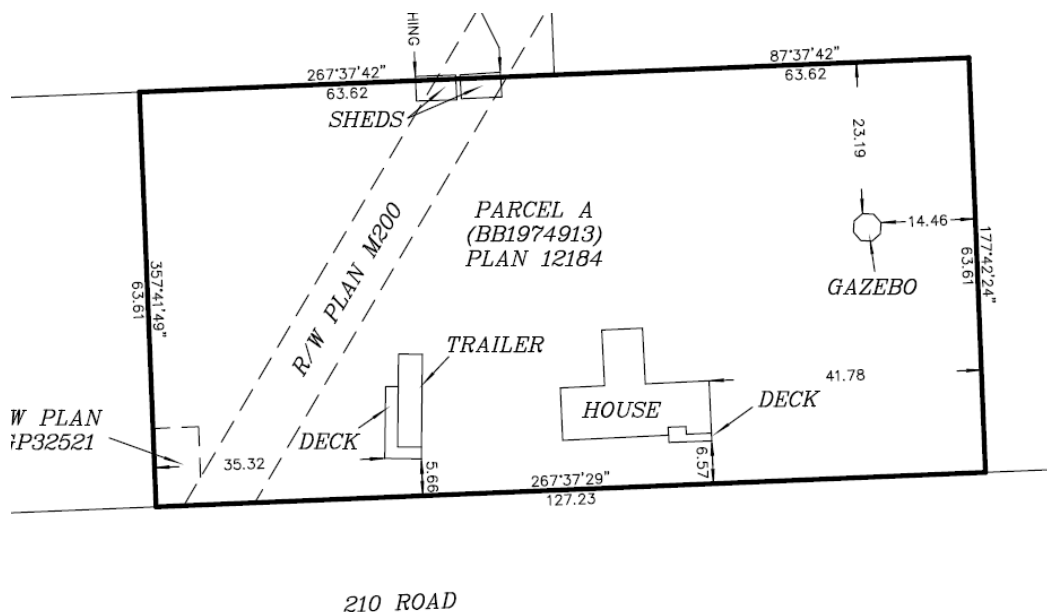 HING
267°37'42"
63.62
87°37'42"
63.62
SHEDS
23.19
PARCEL A
(BB1974913)
PLAN 12184
14.46
GAZEBO
177°42'24"
63.61
357°41'49"
63.61
R/W PLAN M200
TRAILER
41.78
HOUSE
DECK
W PLAN
GP32521
DECK
35.32
5.66
6.57
267°37'29"
127.23
210 ROAD